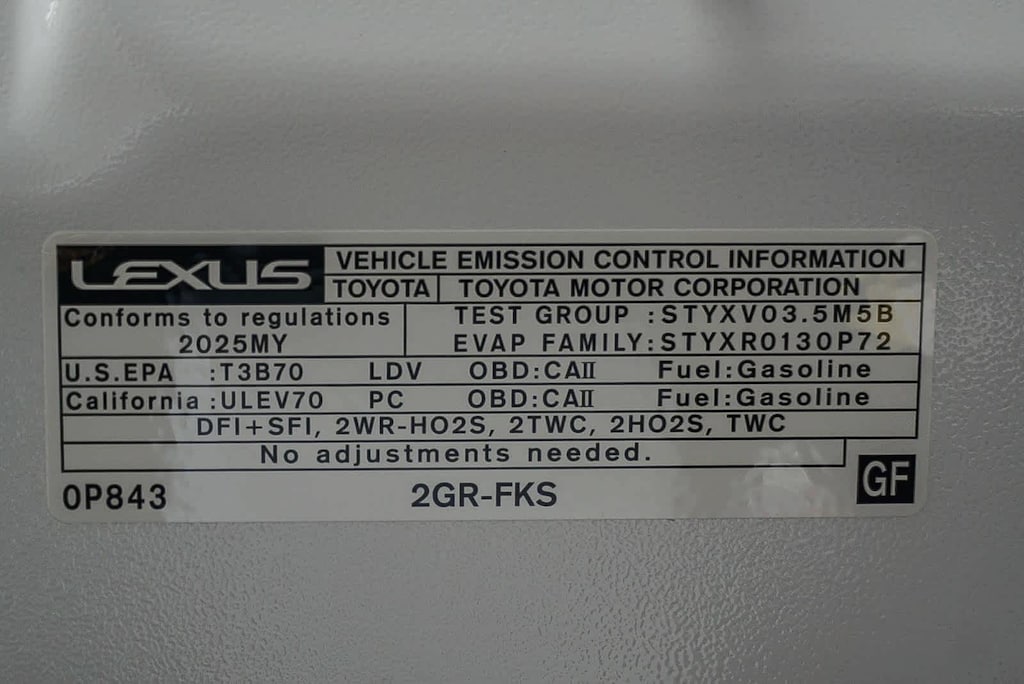 LEXUS VEHICLE EMISSION CONTROL INFORMATION
TOYOTA TOYOTA MOTOR CORPORATION
Conforms to regulations TEST GROUP :STYXV03.5M5B
2025MY EVAP FAMILY:STYXR0130P72
U.S.EPA :T3B70 LDV OBD:CAⅡ Fuel:Gasoline
California :ULEV70 PC OBD:CAⅡ Fuel:Gasoline
DFI+SFI, 2WR-HO2S, 2TWC, 2HO2S, TWC
No adjustments needed.
0P843 2GR-FKS GF